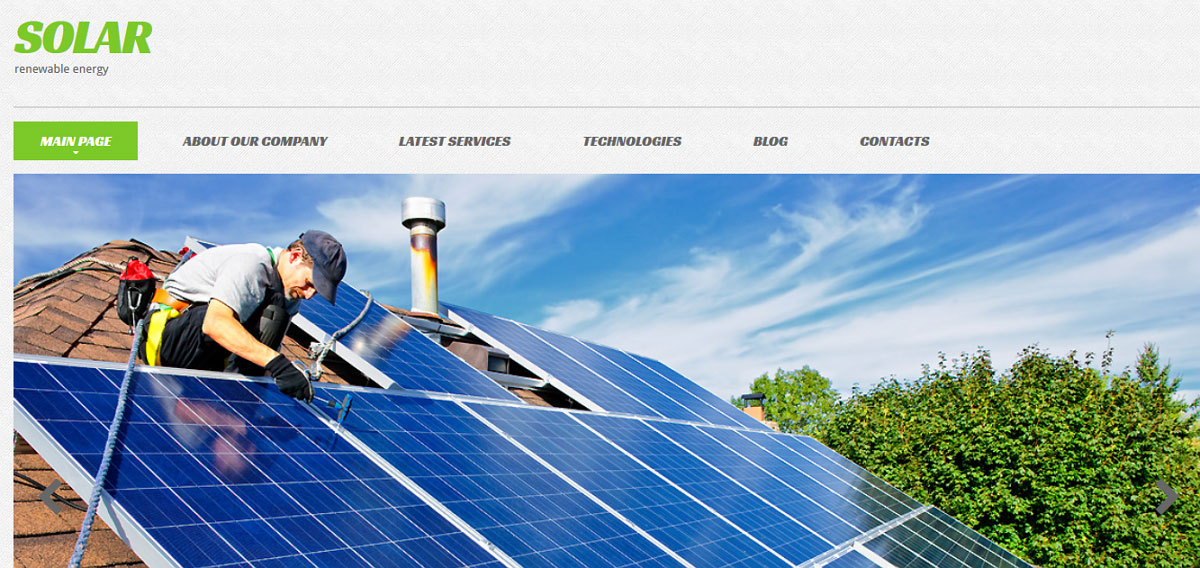 SOLAR
renewable energy
MAIN PAGE ABOUT OUR COMPANY LATEST SERVICES TECHNOLOGIES BLOG CONTACTS